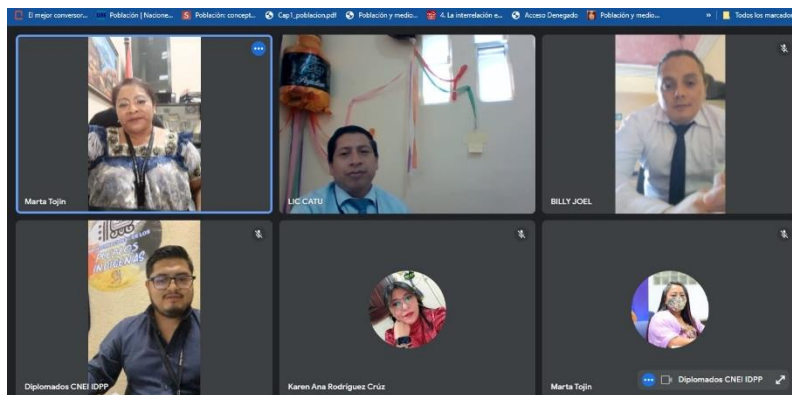 El mejor conversor...
Población | Nacione...
Población: concept...
Cap1_poblacion.pdf
Población y medio...
4. La interrelación e...
Acceso Denegado
Población y medio...
»
Todos los marcador
Marta Tojin
LIC CATU
BILLY JOEL
PUEBLOS
INDIGENAS
Diplomados CNEI IDPP
Karen Ana Rodríguez Crúz
Marta Tojin
Diplomados CNEI IDPP